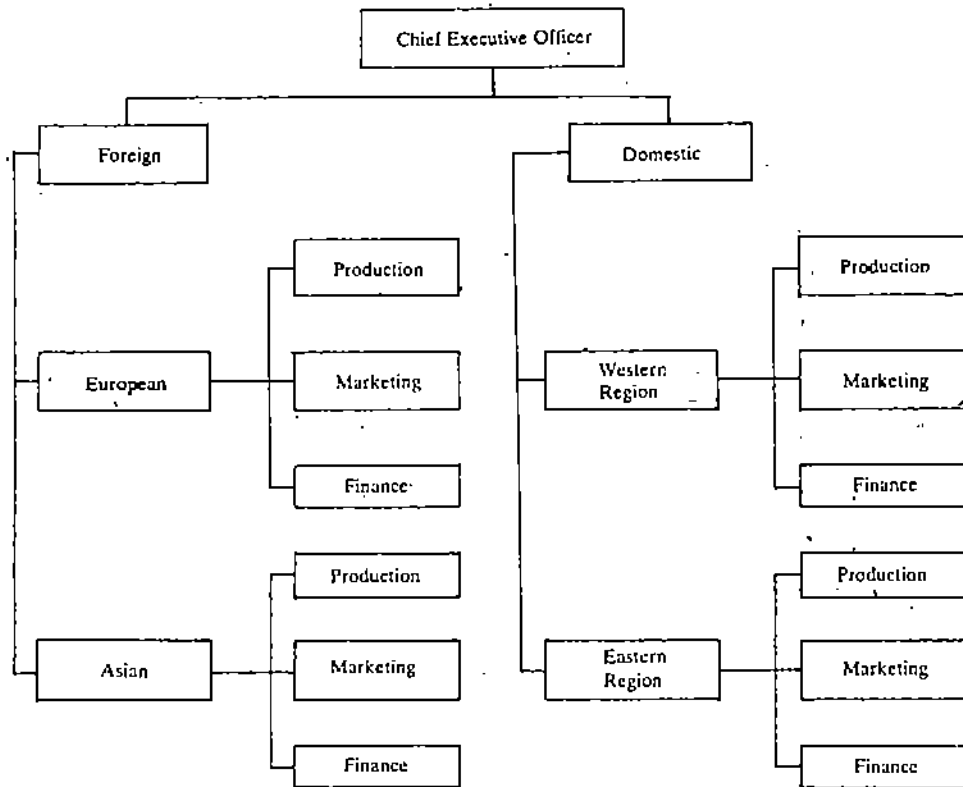 Chief Executive Officer
Foreign
Domestic
Production
Production
European
Marketing
Western
Region
Marketing
Finance
Finance
Production
Production
Asian
Marketing
Eastern
Region
Marketing
Finance
Finance